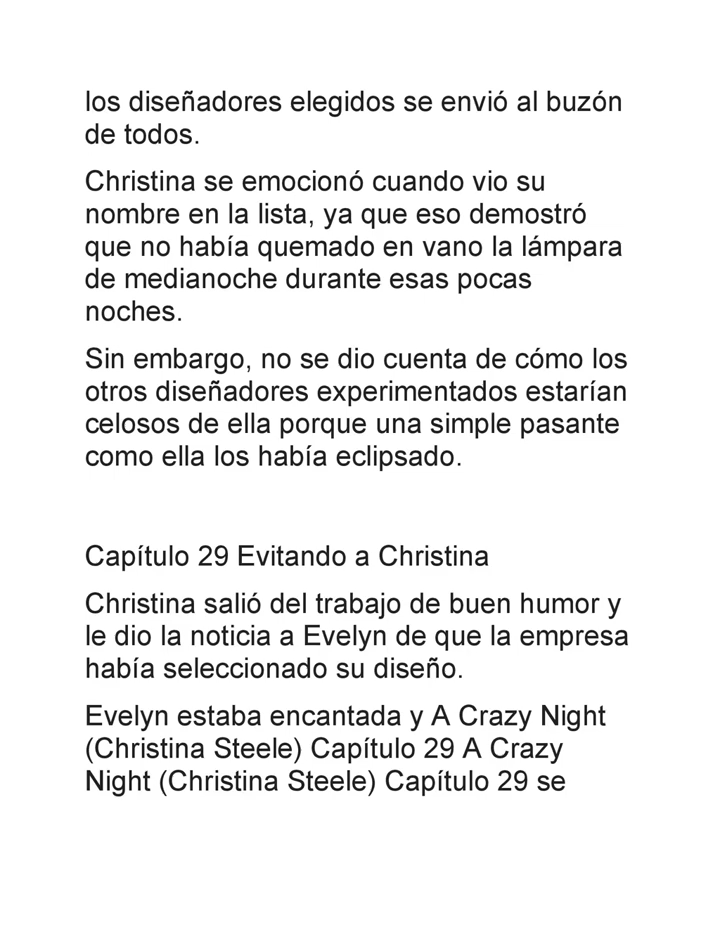 los diseñadores elegidos se envió al buzón
de todos.
Christina se emocionó cuando vio su
nombre en la lista, ya que eso demostró
que no había quemado en vano la lámpara
de medianoche durante esas pocas
noches.
Sin embargo, no se dio cuenta de cómo los
otros diseñadores experimentados estarían
celosos de ella porque una simple pasante
como ella los había eclipsado.
Capítulo 29 Evitando a Christina
Christina salió del trabajo de buen humor y
le dio la noticia a Evelyn de que la empresa
había seleccionado su diseño.
Evelyn estaba encantada y A Crazy Night
(Christina Steele) Capítulo 29 A Crazy
Night (Christina Steele) Capítulo 29 se